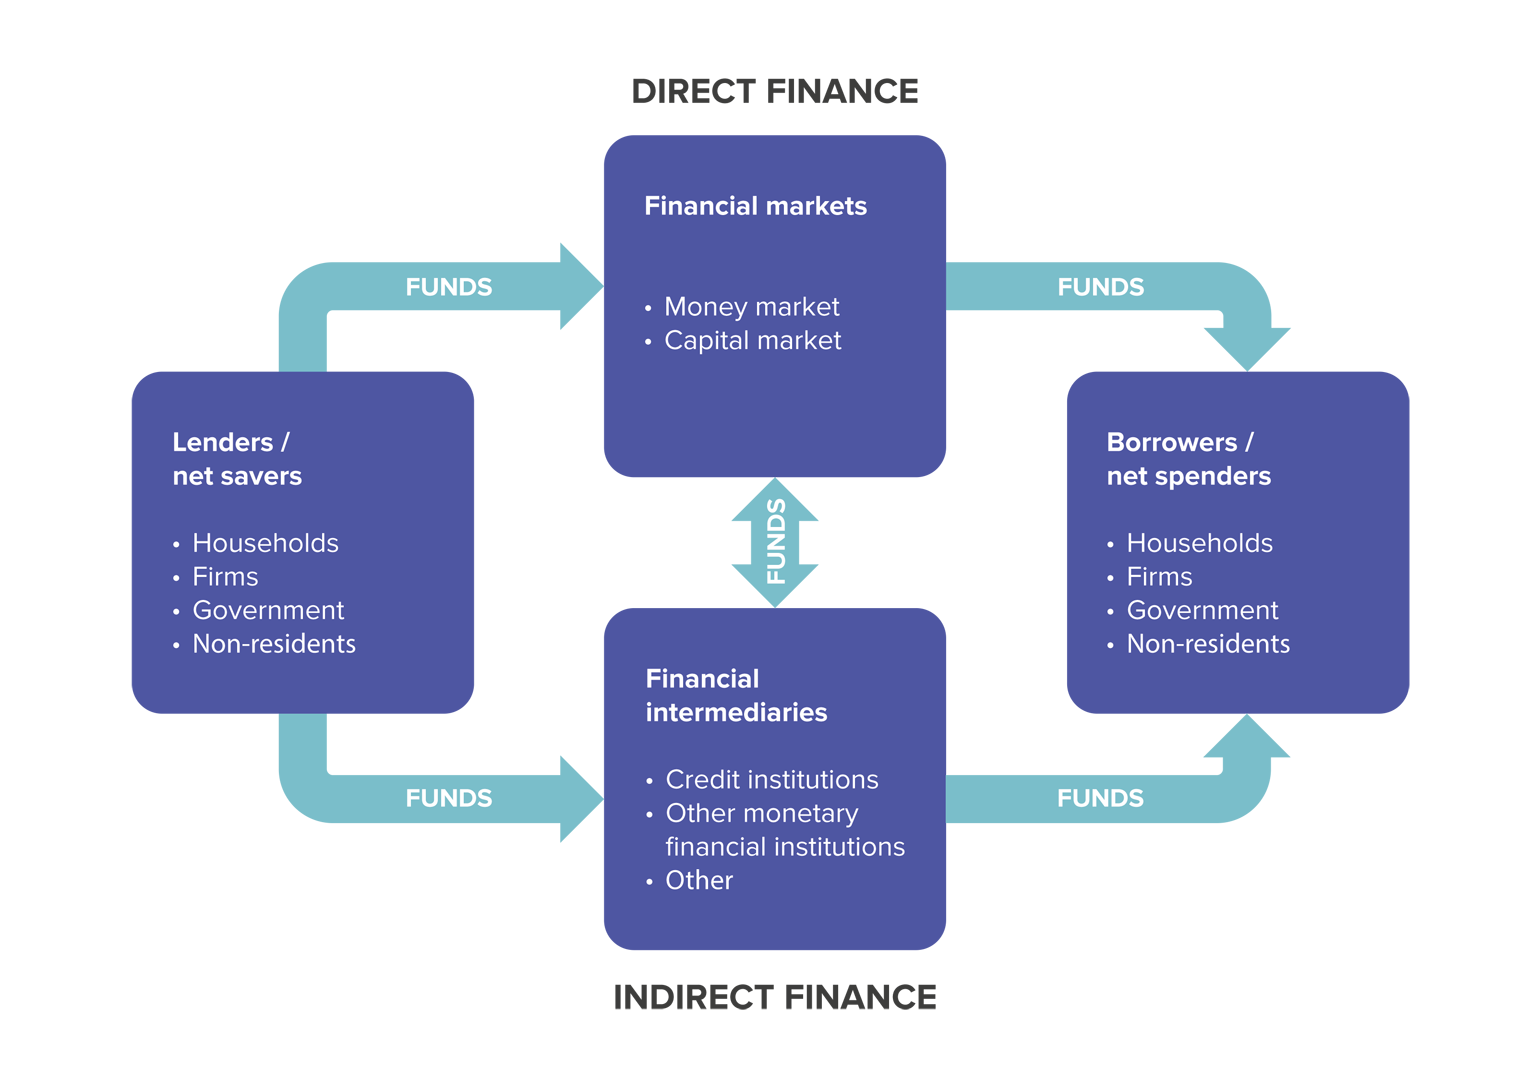 DIRECT FINANCE
Financial markets
• Money market
• Capital market
FUNDS
FUNDS
Lenders /
net savers
• Households
• Firms
• Government
• Non-residents
FUNDS
Borrowers /
net spenders
• Households
• Firms
• Government
• Non-residents
Financial
intermediaries
• Credit institutions
• Other monetary
financial institutions
• Other
FUNDS
FUNDS
INDIRECT FINANCE